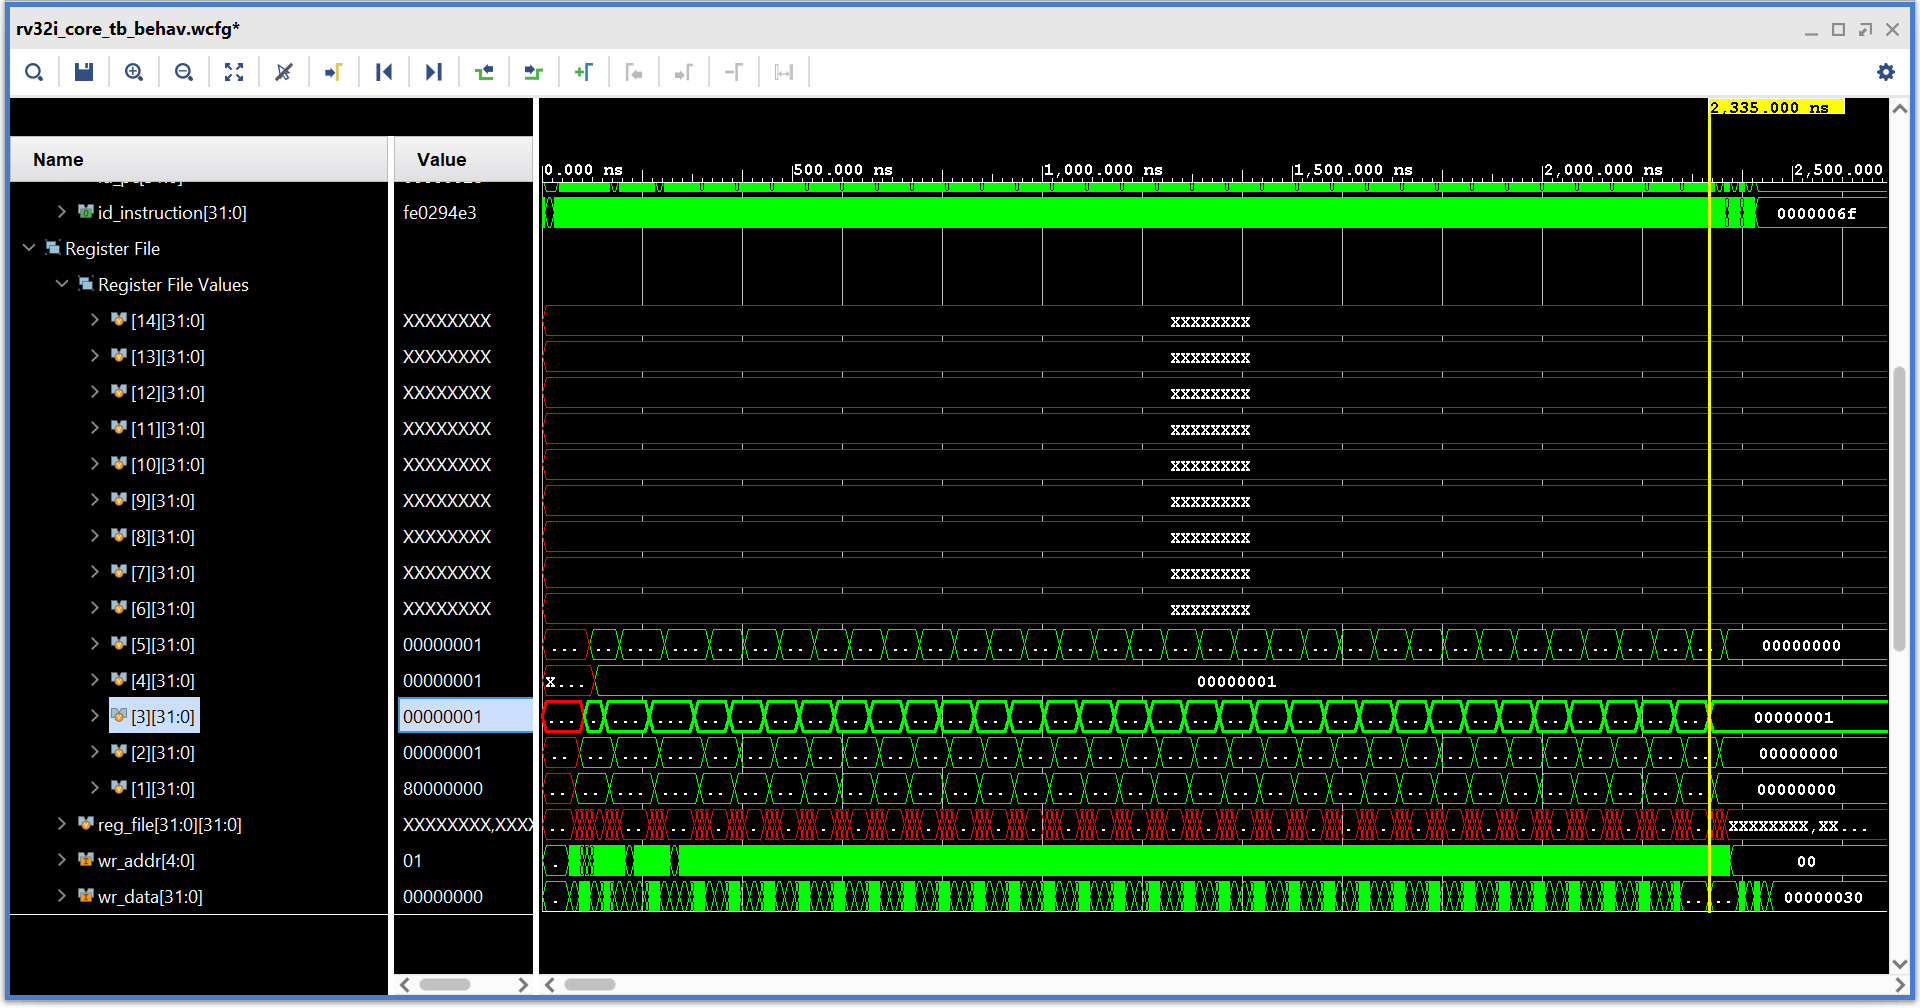 rv32i_core_tb_behav.wcfg*
2,335.000 ns
Name Value
0.000 ns 500.000 ns 1,000.000 ns 1,500.000 ns 2,000.000 ns 2,500.000
id_instruction[31:0] fe0294e3 0000006f
Register File
Register File Values
[14][31:0] XXXXXXXX XXXXXXXX
[13][31:0] XXXXXXXX XXXXXXXX
[12][31:0] XXXXXXXX XXXXXXXX
[11][31:0] XXXXXXXX XXXXXXXX
[10][31:0] XXXXXXXX XXXXXXXX
[9][31:0] XXXXXXXX XXXXXXXX
[8][31:0] XXXXXXXX XXXXXXXX
[7][31:0] XXXXXXXX XXXXXXXX
[6][31:0] XXXXXXXX XXXXXXXX
[5][31:0] 00000001 00000000
[4][31:0] 00000001 X... 00000001
[3][31:0] 00000001 00000001
[2][31:0] 00000001 00000000
[1][31:0] 80000000 00000000
reg_file[31:0][31:0] XXXXXXXX,XXXX XXXXXXXX,XX...
wr_addr[4:0] 01 00
wr_data[31:0] 00000000 00000030